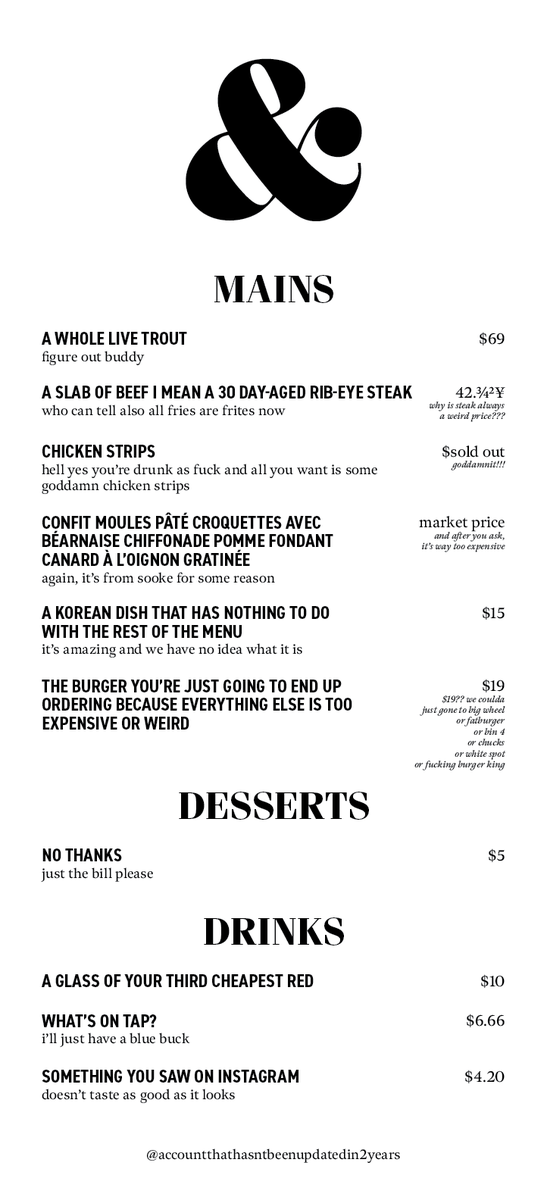 &
MAINS
A WHOLE LIVE TROUT $69
figure out buddy
A SLAB OF BEEF I MEAN A 30 DAY-AGED RIB-EYE STEAK 42.¾²¥
who can tell also all fries are frites now why is steak always
a weird price???
CHICKEN STRIPS $sold out
hell yes you're drunk as fuck and all you want is some goddamnit!!!
goddamn chicken strips
CONFIT MOULES PÂTÉ CROQUETTES AVEC market price
BÉARNAISE CHIFFONADE POMME FONDANT and after you ask,
CANARD À L'OIGNON GRATINÉE it's way too expensive
again, it's from sooke for some reason
A KOREAN DISH THAT HAS NOTHING TO DO $15
WITH THE REST OF THE MENU
it's amazing and we have no idea what it is
THE BURGER YOU'RE JUST GOING TO END UP $19
ORDERING BECAUSE EVERYTHING ELSE IS TOO $19?? we coulda
EXPENSIVE OR WEIRD just gone to big wheel
or fatburger
or bin 4
or chucks
or white spot
or fucking burger king
DESSERTS
NO THANKS $5
just the bill please
DRINKS
A GLASS OF YOUR THIRD CHEAPEST RED $10
WHAT'S ON TAP? $6.66
i'll just have a blue buck
SOMETHING YOU SAW ON INSTAGRAM $4.20
doesn't taste as good as it looks
@accountthathasntbeenupdatedin2years